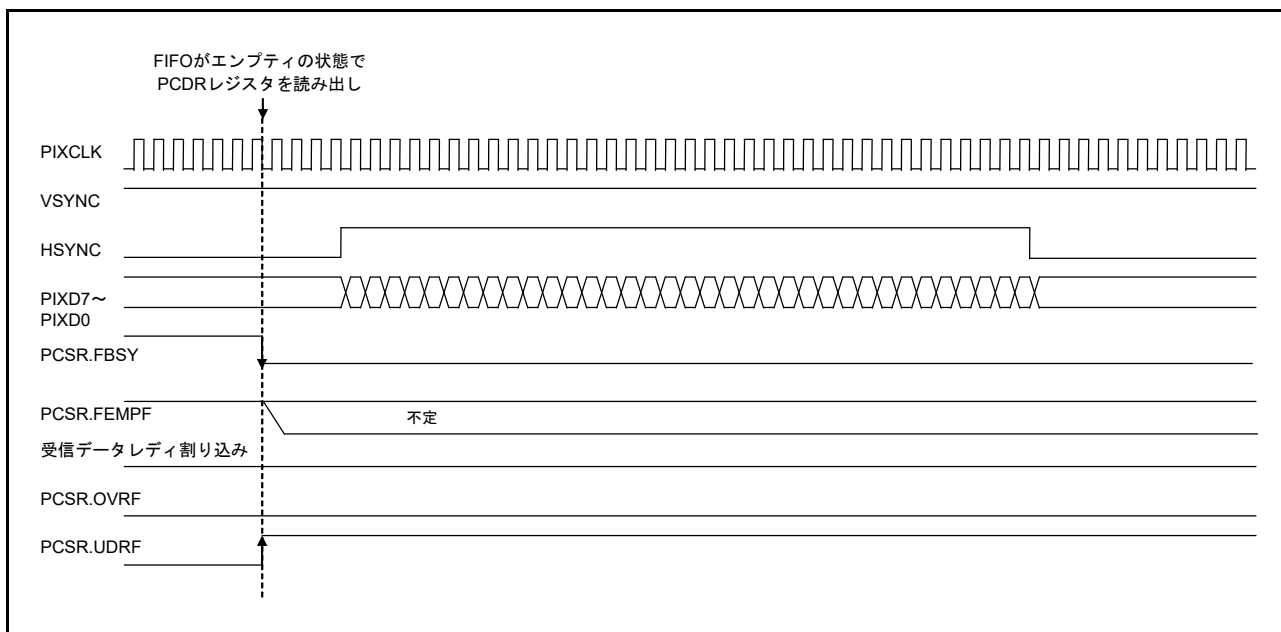 FIFOがエンプティの状態で
PCDRレジスタを読み出し
PIXCLK
VSYNC
HSYNC
PIXD7～
PIXD0
PCSR.FBSY
PCSR.FEMPF
不定
受信データレディ割り込み
PCSR.OVRF
PCSR.UDRF